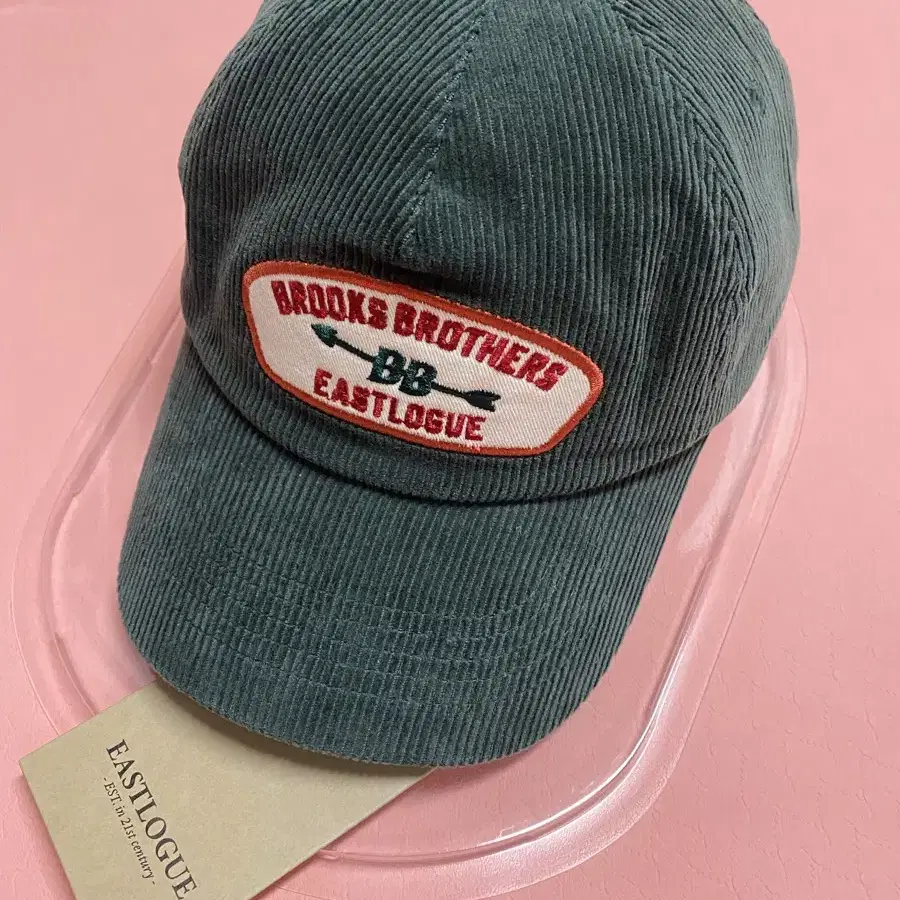 BROOKS BROTHERS
BB
EASTLOGUE
EASTLOGUE
- EST. in 21st century -